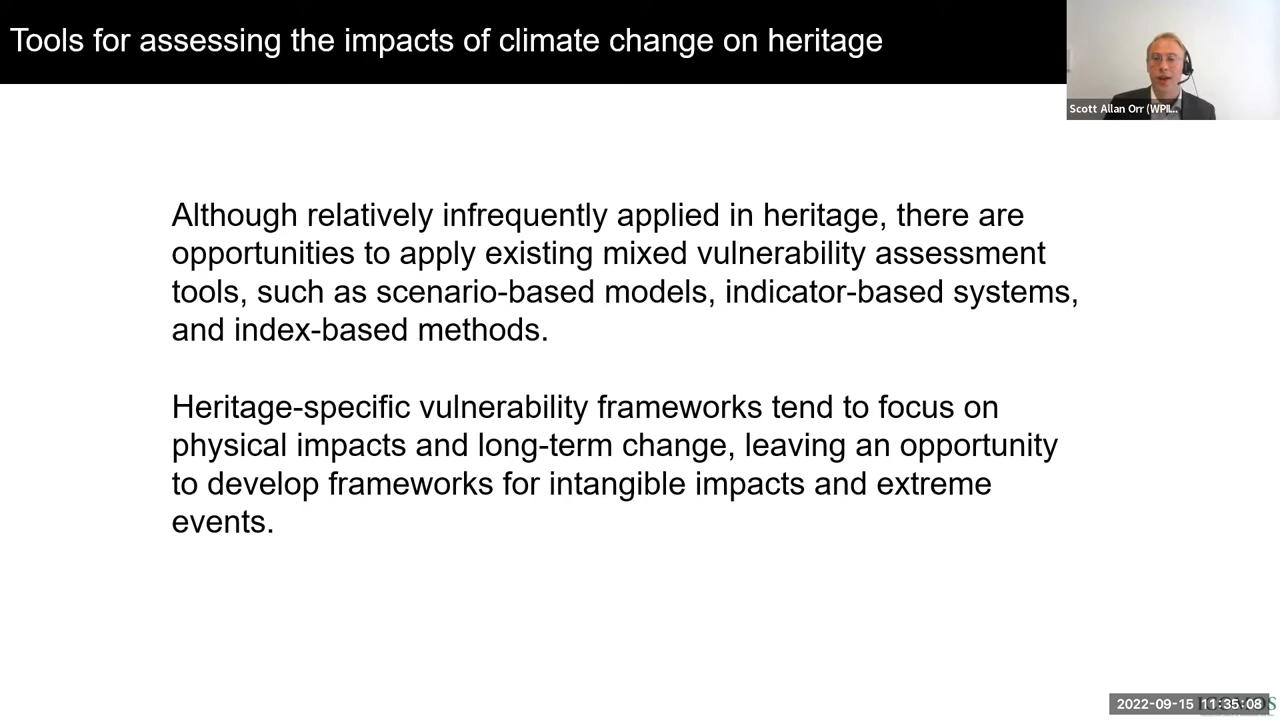 Tools for assessing the impacts of climate change on heritage
Scott Allan Orr (WPIL...
Although relatively infrequently applied in heritage, there are
opportunities to apply existing mixed vulnerability assessment
tools, such as scenario-based models, indicator-based systems,
and index-based methods.
Heritage-specific vulnerability frameworks tend to focus on
physical impacts and long-term change, leaving an opportunity
to develop frameworks for intangible impacts and extreme
events.
2022-09-15 11:35:08